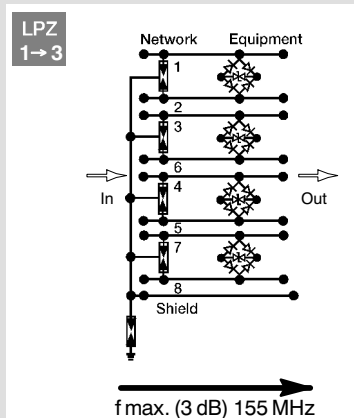 LPZ
1→3
Network Equipment
1
2
3
6
In Out
4
5
7
8
Shield
f max. (3 dB) 155 MHz